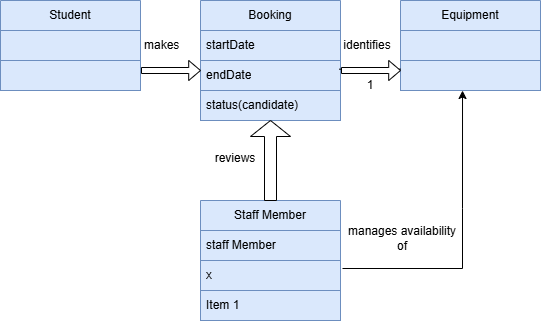 Student
Booking
Equipment
makes
startDate
identifies
endDate
1
status(candidate)
reviews
Staff Member
staff Member
manages availability
of
x
Item 1